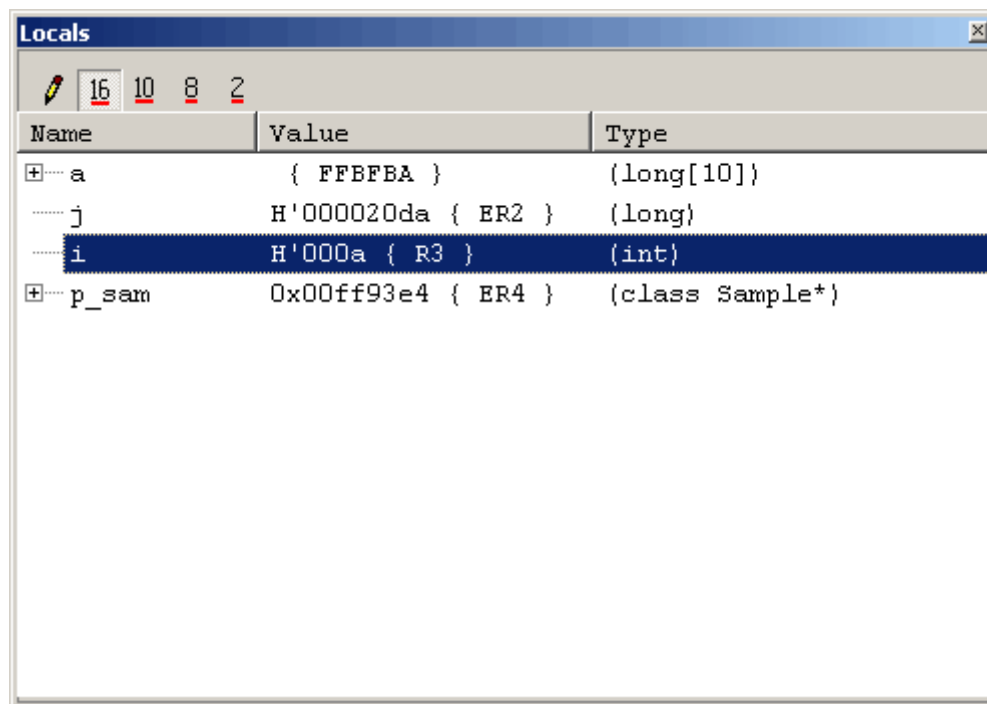 Locals
16 10 8 2
Name Value Type
a { FFBFBA } (long[10])
j H'000020da { ER2 } (long)
i H'000a { R3 } (int)
p_sam 0x00ff93e4 { ER4 } (class Sample*)